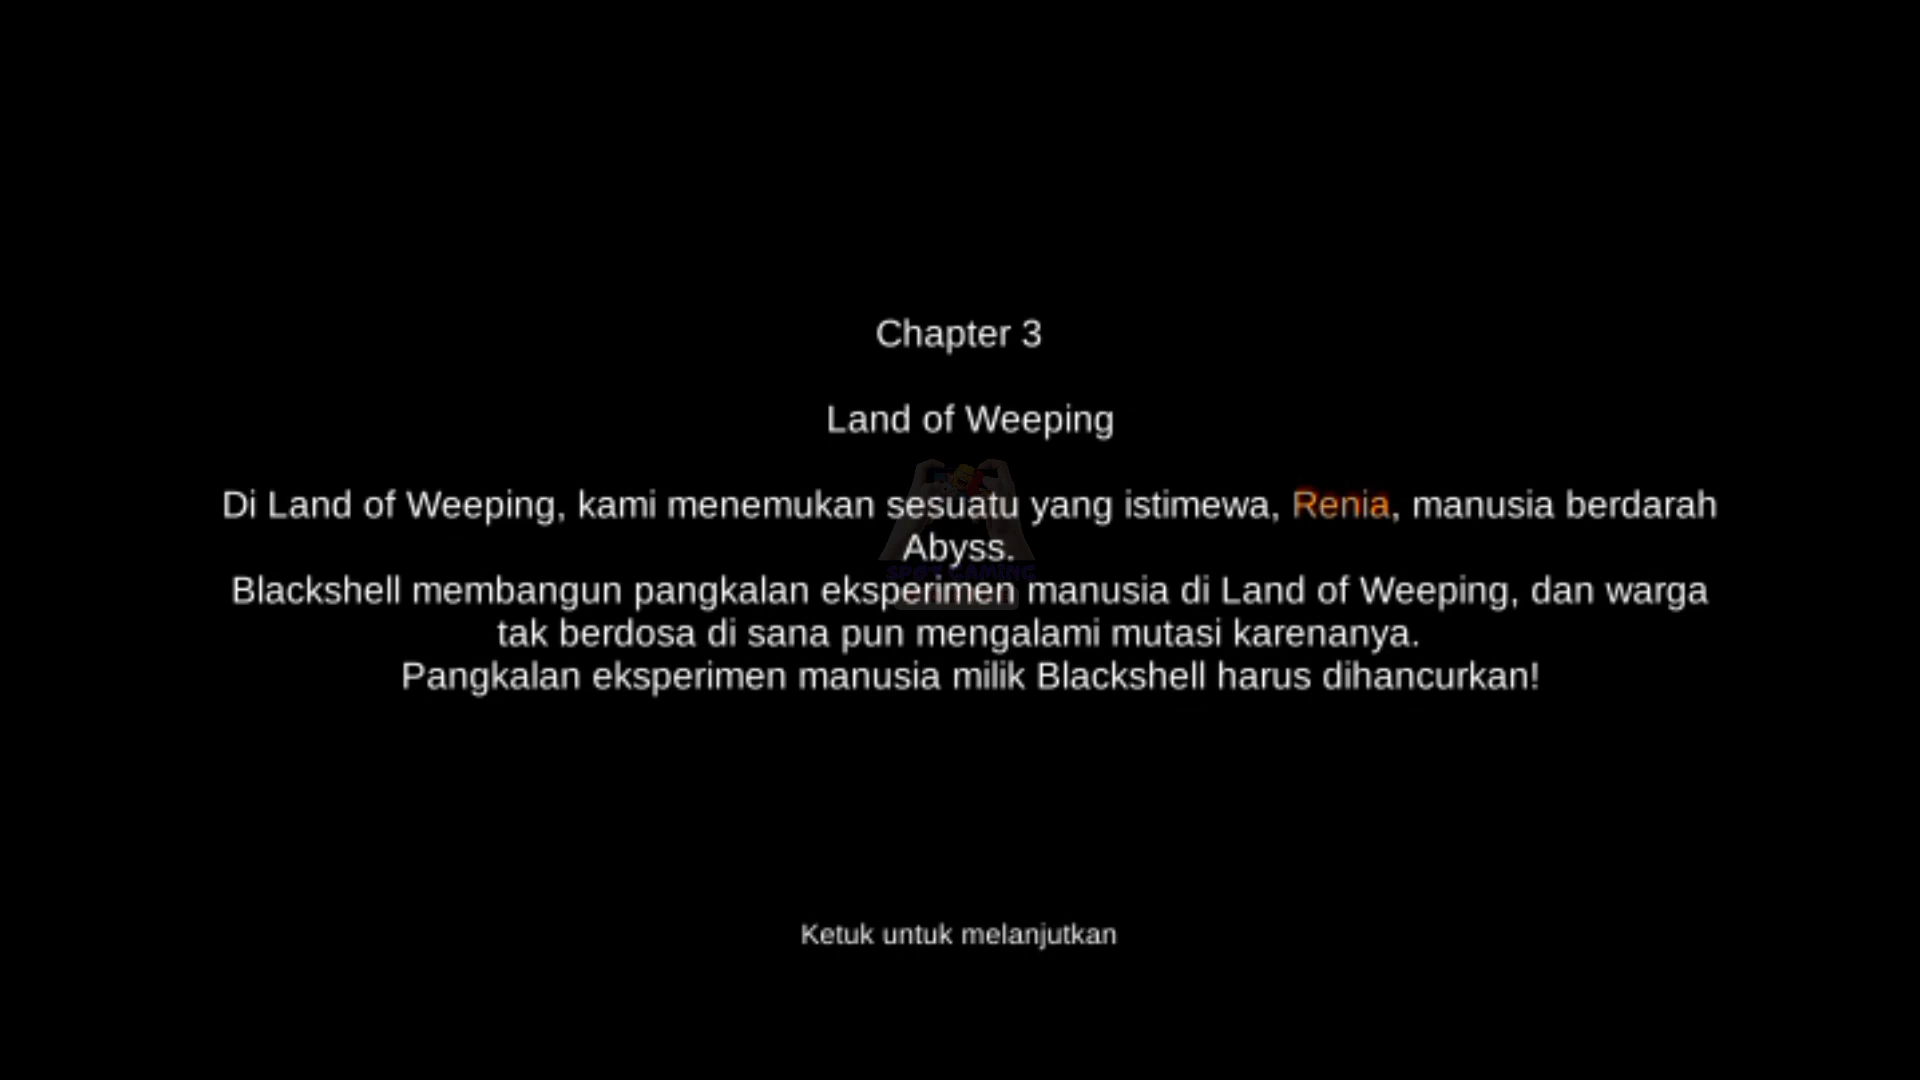 Chapter 3
Land of Weeping
Di Land of Weeping, kami menemukan sesuatu yang istimewa, Renia, manusia berdarah
Abyss.
SPOT GAMING
Blackshell membangun pangkalan eksperimen manusia di Land of Weeping, dan warga
tak berdosa di sana pun mengalami mutasi karenanya.
Pangkalan eksperimen manusia milik Blackshell harus dihancurkan!
Ketuk untuk melanjutkan